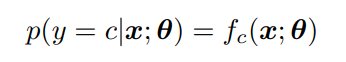 p(y = c|x; θ) = f_c(x; θ)